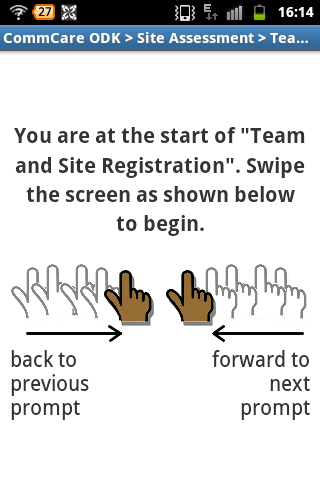 27
E
16:14
CommCare ODK > Site Assessment > Tea...
You are at the start of "Team
and Site Registration". Swipe
the screen as shown below
to begin.
back to
previous
prompt
forward to
next
prompt